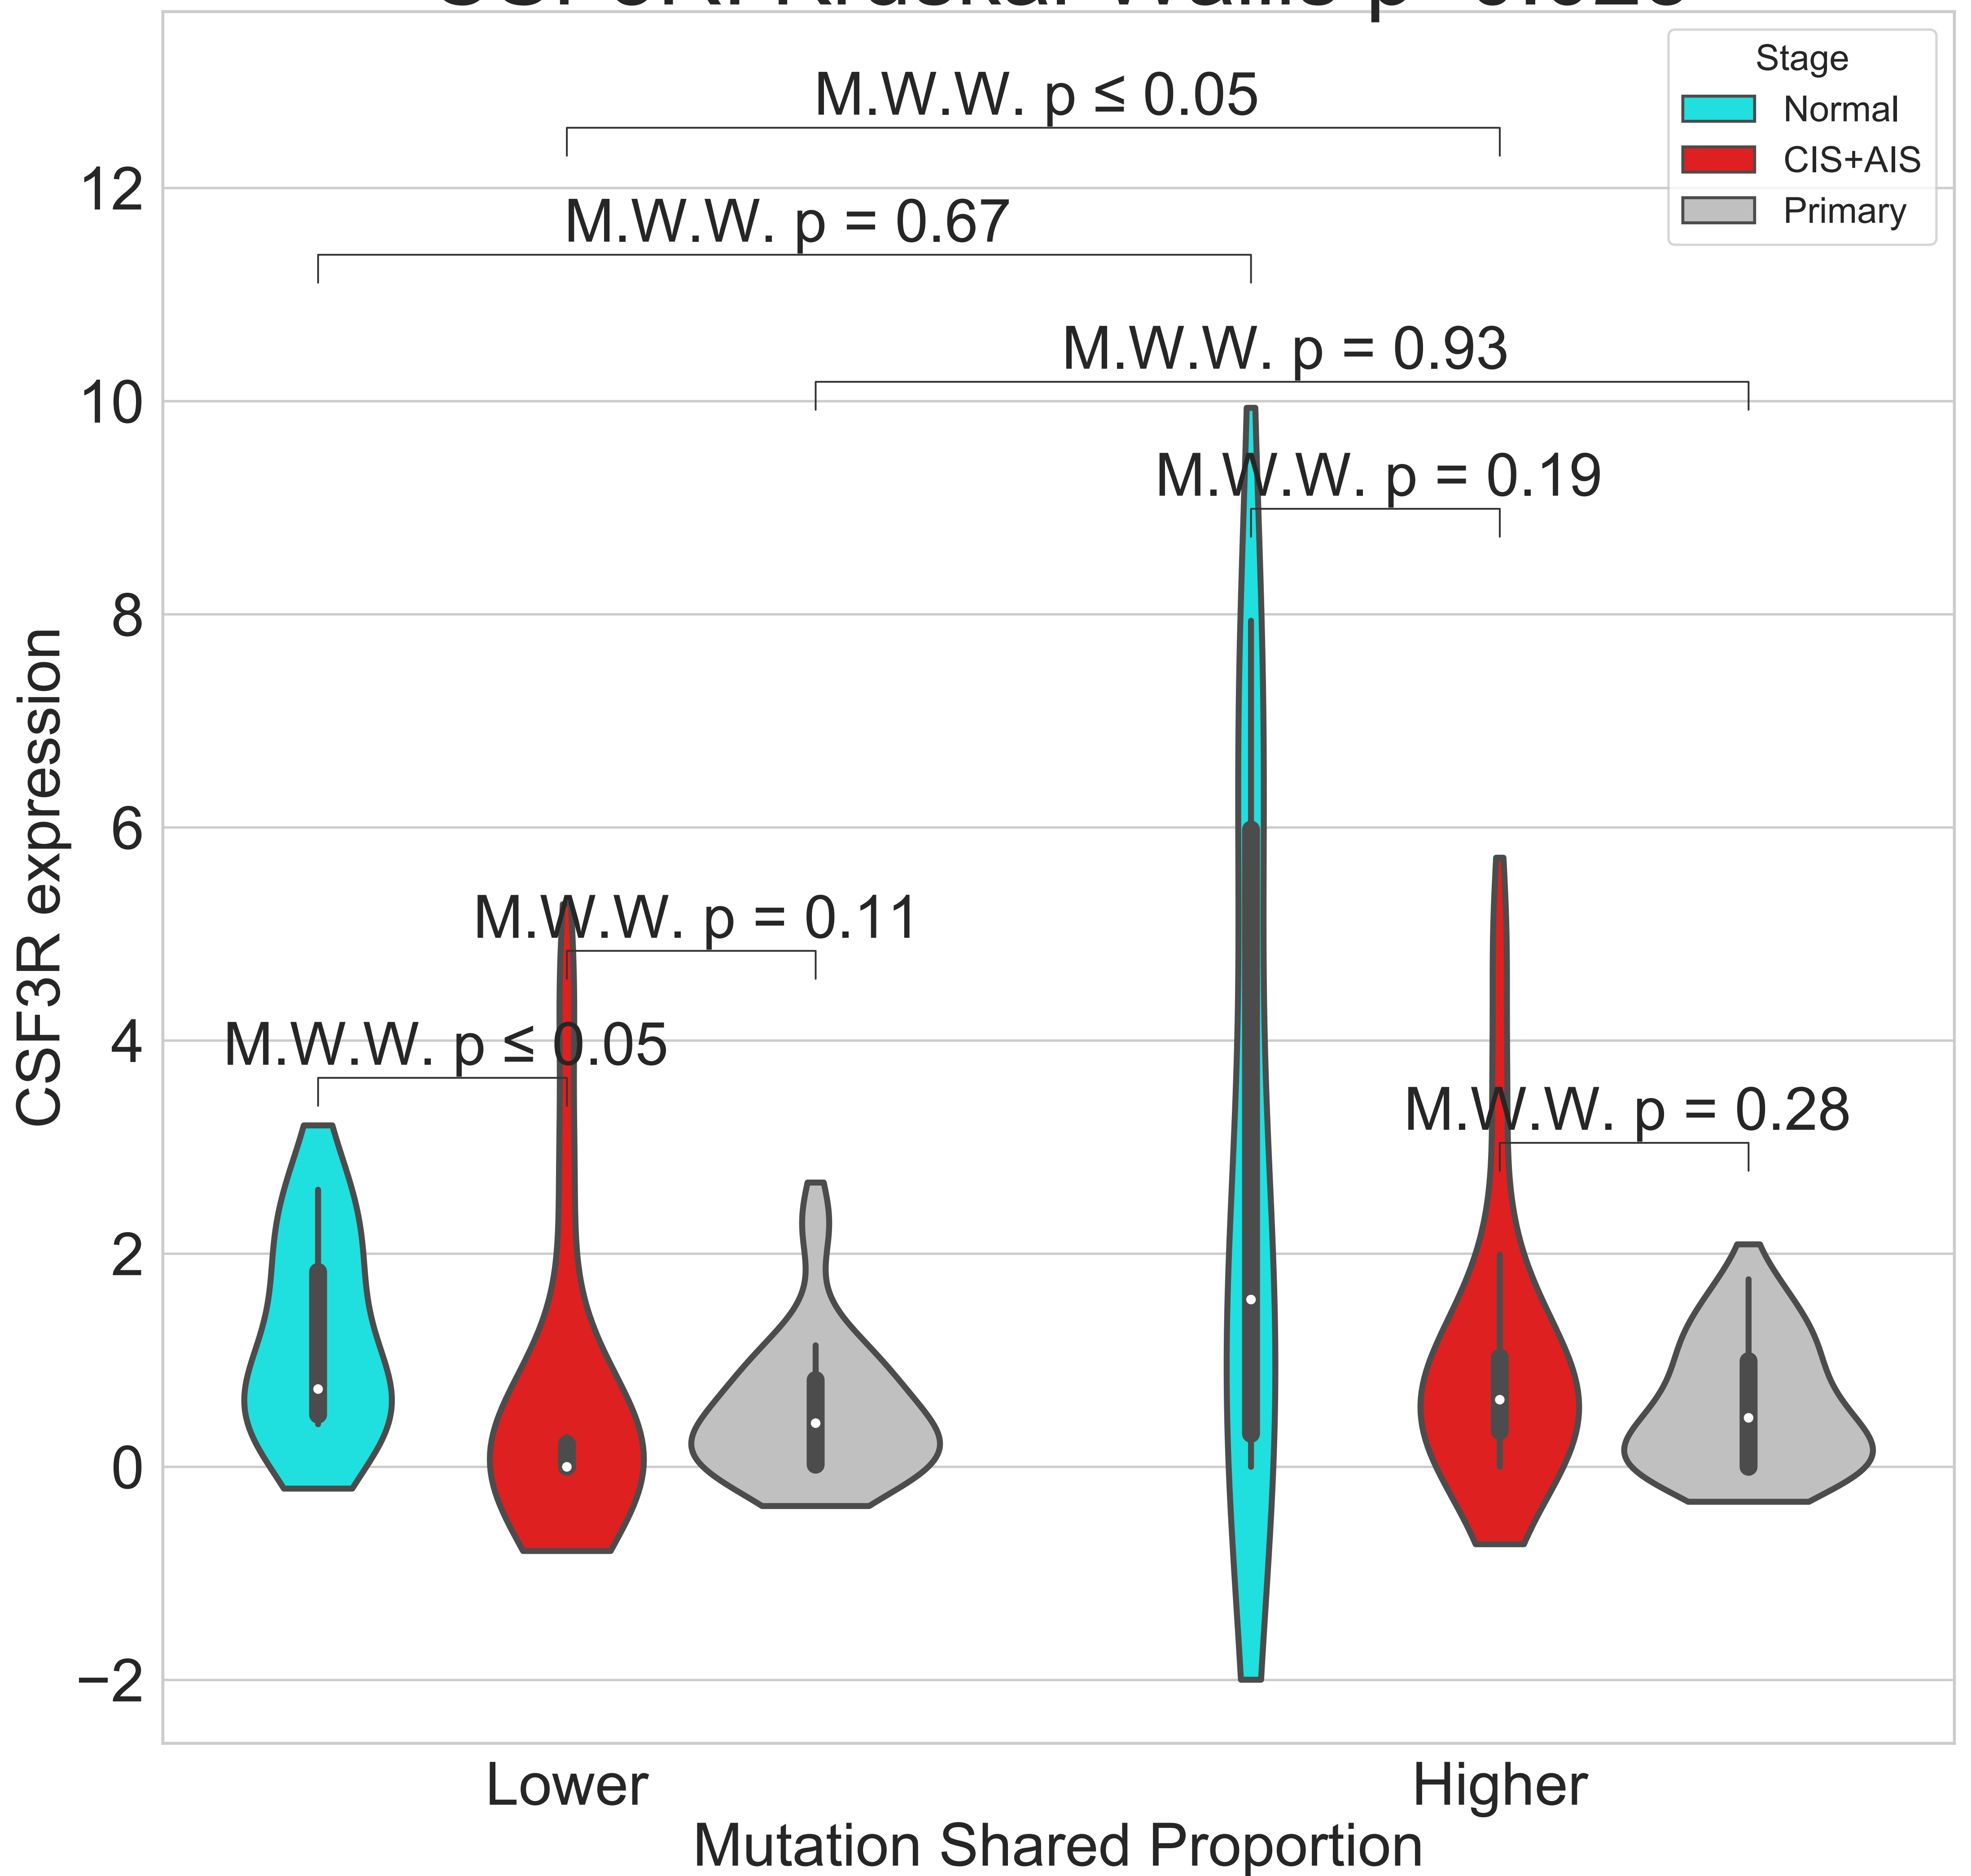 Stage
Normal
CIS+AIS
Primary
M.W.W. p ≤ 0.05
M.W.W. p = 0.67
M.W.W. p = 0.93
M.W.W. p = 0.19
M.W.W. p = 0.11
M.W.W. p ≤ 0.05
M.W.W. p = 0.28
CSF3R expression
12
10
8
6
4
2
0
−2
Lower
Higher
Mutation Shared Proportion